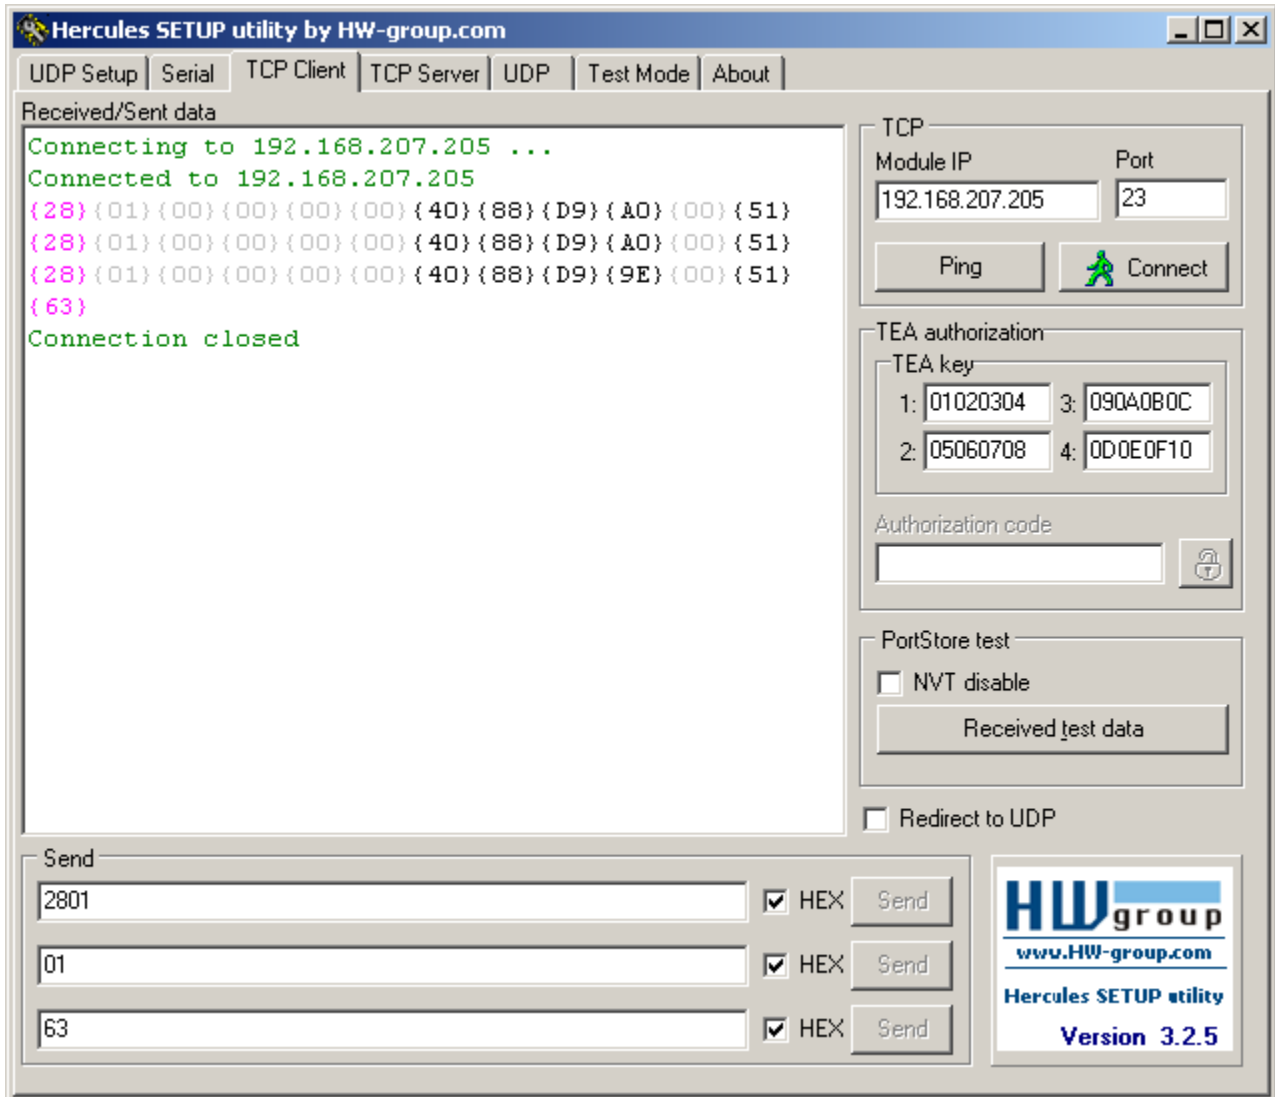 Hercules SETUP utility by HW-group.com
UDP Setup Serial TCP Client TCP Server UDP Test Mode About
Received/Sent data
Connecting to 192.168.207.205 ...
Connected to 192.168.207.205
{28}{01}{00}{00}{00}{00}{40}{88}{D9}{A0}{00}{51}
{28}{01}{00}{00}{00}{00}{40}{88}{D9}{A0}{00}{51}
{28}{01}{00}{00}{00}{00}{40}{88}{D9}{9E}{00}{51}
{63}
Connection closed
TCP
Module IP Port
192.168.207.205 23
Ping Connect
TEA authorization
TEA key
1: 01020304 3: 090A0B0C
2: 05060708 4: 0D0E0F10
Authorization code
PortStore test
NVT disable
Received test data
Redirect to UDP
Send
2801 HEX Send
01 HEX Send
63 HEX Send
HW group
www.HW-group.com
Hercules SETUP utility
Version 3.2.5